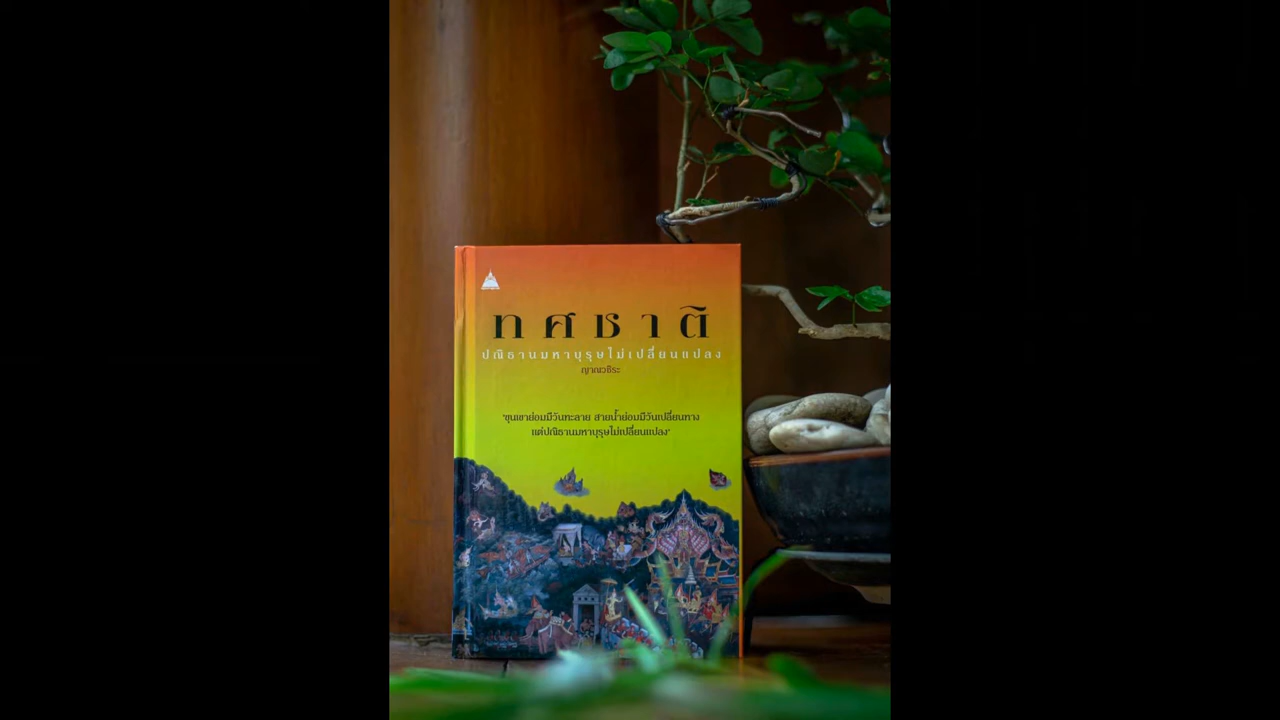 ทศชาติ
ปณิธานมหาบุรุษไม่เปลี่ยนแปลง
ญาณวชิระ
"ขุนเขาย่อมมีวันทะลาย สายน้ำย่อมมีวันเปลี่ยนทาง
แต่ปณิธานมหาบุรุษไม่เปลี่ยนแปลง"